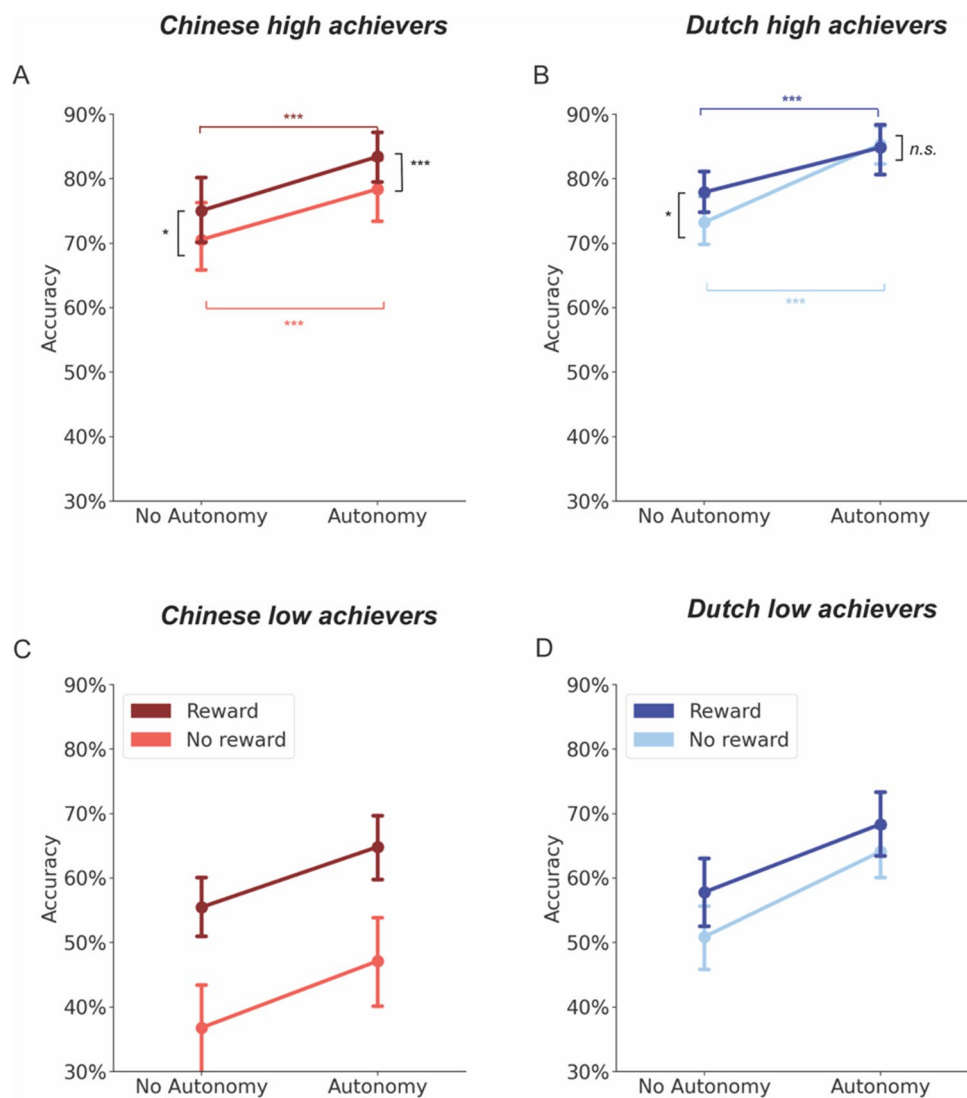 Chinese high achievers
A
***
90%
80%
70%
60%
50%
40%
30%
Accuracy
*
***
***
No Autonomy
Autonomy
Dutch high achievers
B
***
90%
80%
70%
60%
50%
40%
30%
Accuracy
*
n.s.
***
No Autonomy
Autonomy
Chinese low achievers
C
90%
80%
70%
60%
50%
40%
30%
Accuracy
Reward
No reward
No Autonomy
Autonomy
Dutch low achievers
D
90%
80%
70%
60%
50%
40%
30%
Accuracy
Reward
No reward
No Autonomy
Autonomy